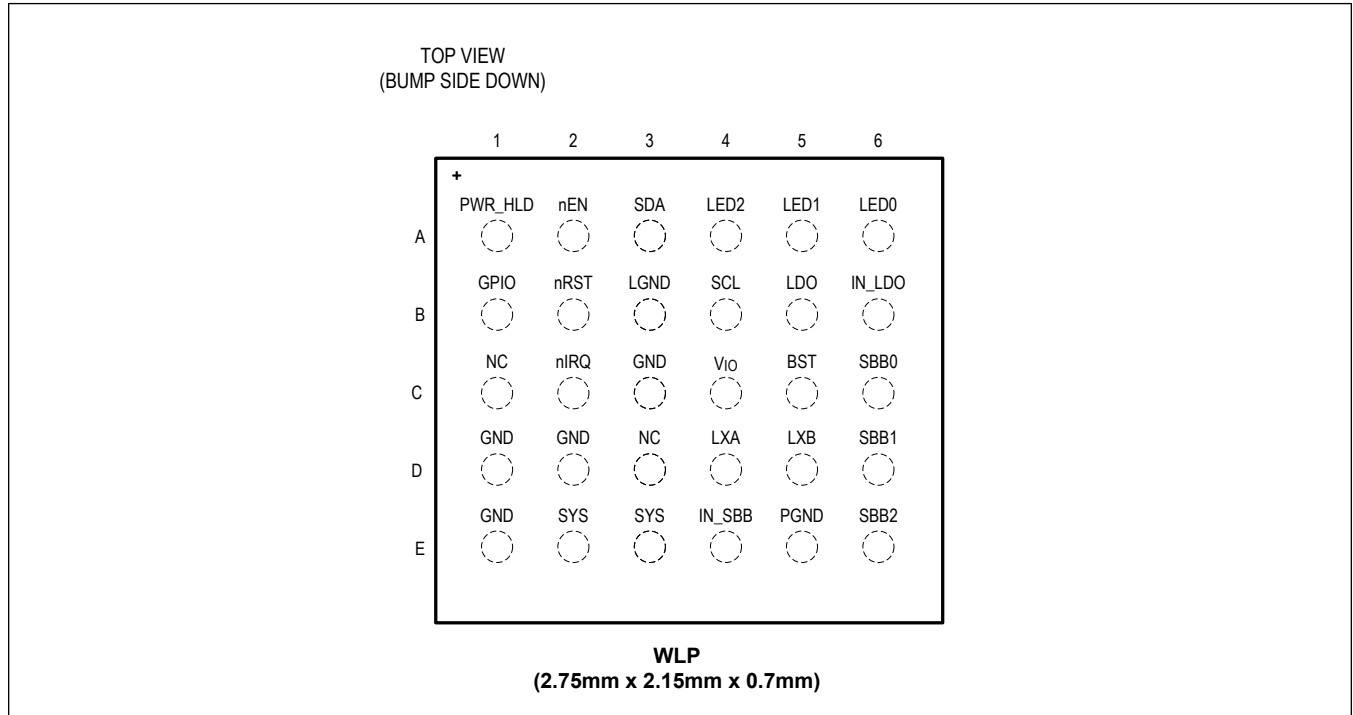 TOP VIEW
(BUMP SIDE DOWN)
1 2 3 4 5 6
+
PWR_HLD nEN SDA LED2 LED1 LED0
A
GPIO nRST LGND SCL LDO IN_LDO
B
NC nIRQ GND VIO BST SBB0
C
GND GND NC LXA LXB SBB1
D
GND SYS SYS IN_SBB PGND SBB2
E
WLP
(2.75mm x 2.15mm x 0.7mm)